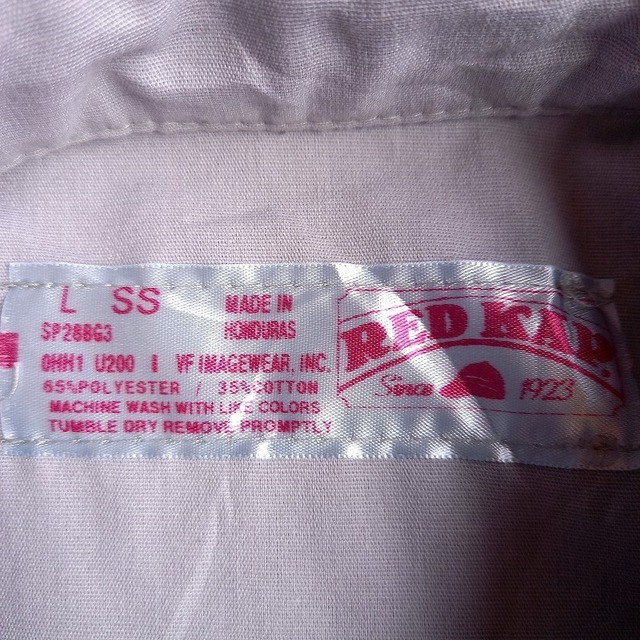 L SS
SP28BG3
MADE IN
HONDURAS
0HH1 U200 I VF IMAGEWEAR, INC.
65%POLYESTER / 35%COTTON
MACHINE WASH WITH LIKE COLORS
TUMBLE DRY REMOVE PROMPTLY
RED KAP
Since 1923